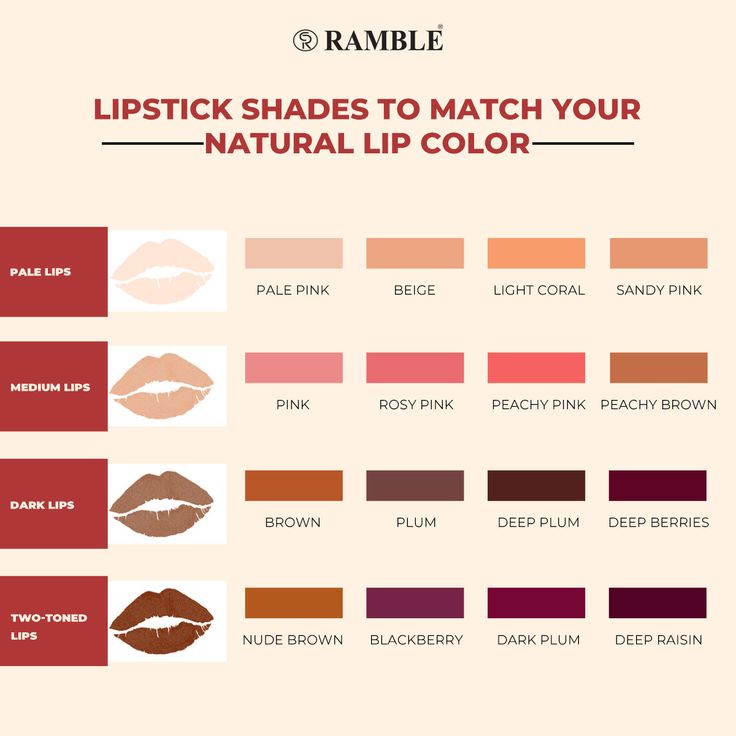 RAMBLE®
LIPSTICK SHADES TO MATCH YOUR
NATURAL LIP COLOR
PALE LIPS
PALE PINK
BEIGE
LIGHT CORAL
SANDY PINK
MEDIUM LIPS
PINK
ROSY PINK
PEACHY PINK
PEACHY BROWN
DARK LIPS
BROWN
PLUM
DEEP PLUM
DEEP BERRIES
TWO-TONED
LIPS
NUDE BROWN
BLACKBERRY
DARK PLUM
DEEP RAISIN